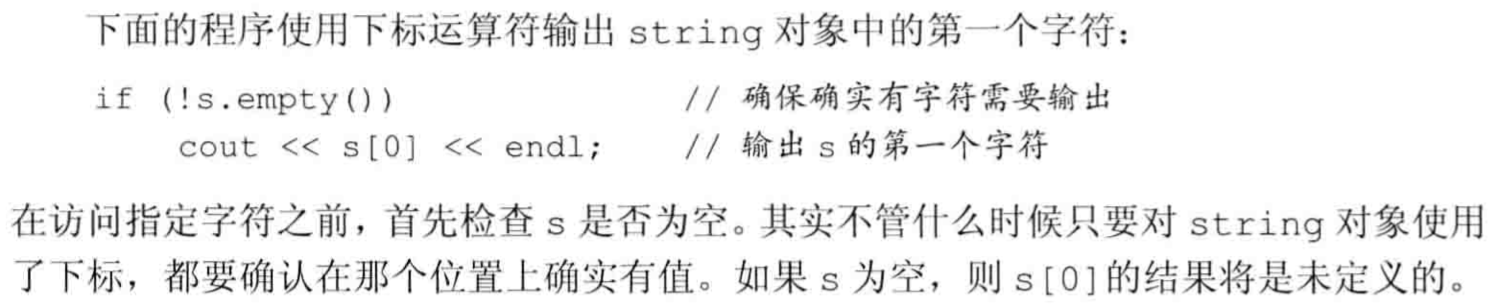 下面的程序使用下标运算符输出 string 对象中的第一个字符：
if (!s.empty())              // 确保确实有字符需要输出
    cout << s[0] << endl;    // 输出 s 的第一个字符
在访问指定字符之前，首先检查 s 是否为空。其实不管什么时候只要对 string 对象使用
了下标，都要确认在那个位置上确实有值。如果 s 为空，则 s[0]的结果将是未定义的。